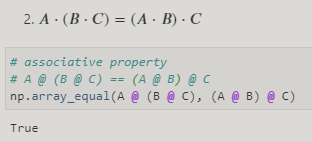 2. A · (B · C) = (A · B) · C
# associative property
# A @ (B @ C) == (A @ B) @ C
np.array_equal(A @ (B @ C), (A @ B) @ C)
True